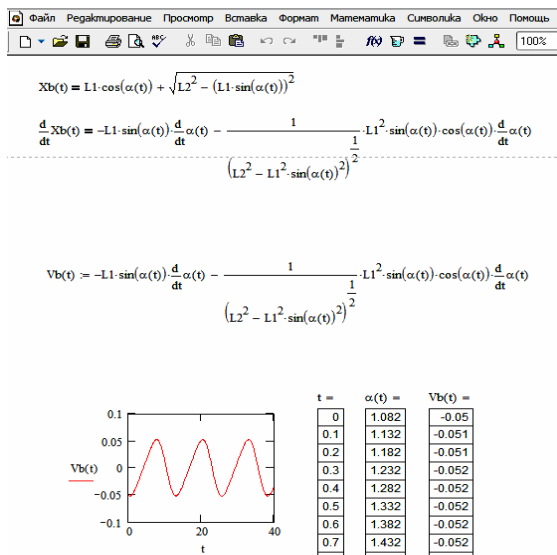 Файл Редактирование Просмотр Вставка Формат Математика Символика Окно Помощь
100%
Xb(t) = L1·cos(α(t)) + √(L2² − (L1·sin(α(t)))²)
d/dt Xb(t) = −L1·sin(α(t))·d/dt α(t) − 1/(L2² − L1²·sin(α(t))²)^(1/2)·L1²·sin(α(t))·cos(α(t))·d/dt α(t)
Vb(t) := −L1·sin(α(t))·d/dt α(t) − 1/(L2² − L1²·sin(α(t))²)^(1/2)·L1²·sin(α(t))·cos(α(t))·d/dt α(t)
t = α(t) = Vb(t) =
0 1.082 -0.05
0.1 1.132 -0.051
0.2 1.182 -0.051
0.3 1.232 -0.052
0.4 1.282 -0.052
0.5 1.332 -0.052
0.6 1.382 -0.052
0.7 1.432 -0.052
0.1
0.05
Vb(t) 0
−0.05
−0.1
0 20 40
t